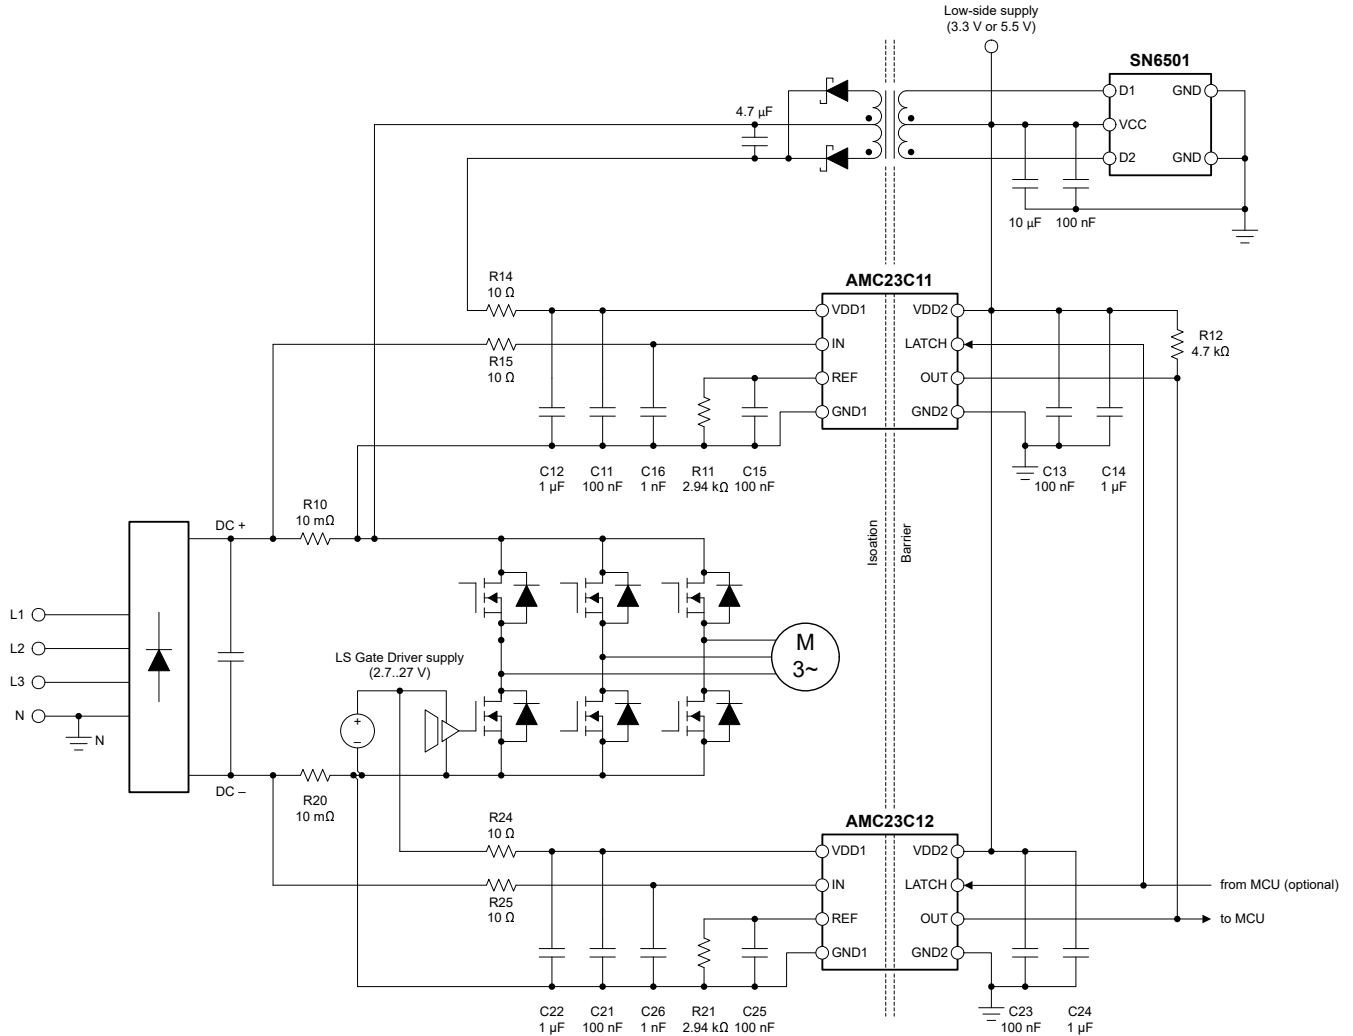 Low-side supply
(3.3 V or 5.5 V)
SN6501
D1
GND
VCC
D2
GND
4.7 µF
10 µF
100 nF
AMC23C11
R14
10 Ω
VDD1
VDD2
IN
LATCH
R15
10 Ω
R12
4.7 kΩ
REF
OUT
GND1
GND2
C12
1 µF
C11
100 nF
C16
1 nF
R11
2.94 kΩ
C15
100 nF
C13
100 nF
C14
1 µF
R10
10 mΩ
DC +
Isoation
Barrier
L1
L2
L3
N
N
M
3~
LS Gate Driver supply
(2.7..27 V)
+
–
DC –
R20
10 mΩ
AMC23C12
R24
10 Ω
VDD1
VDD2
IN
LATCH
from MCU (optional)
R25
10 Ω
REF
OUT
to MCU
GND1
GND2
C22
1 µF
C21
100 nF
C26
1 nF
R21
2.94 kΩ
C25
100 nF
C23
100 nF
C24
1 µF